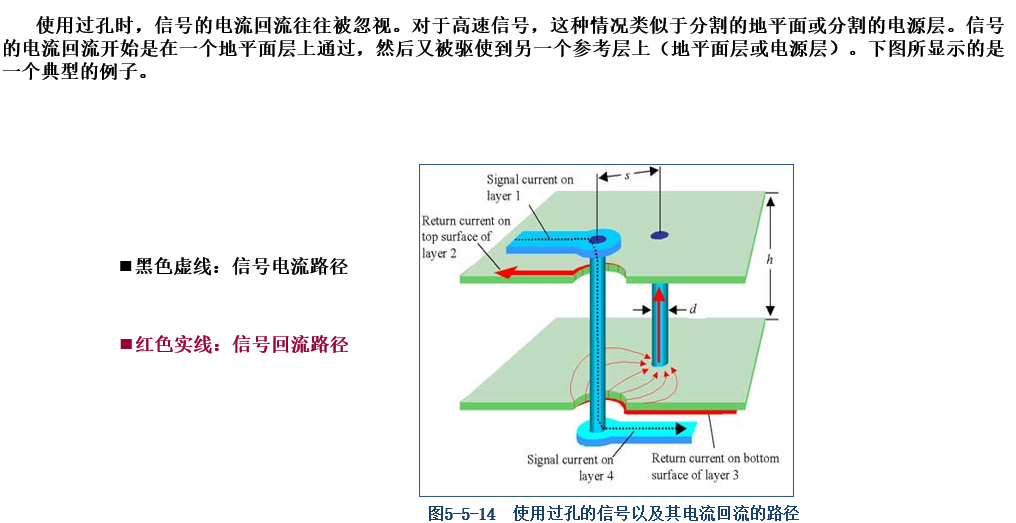 使用过孔时，信号的电流回流往往被忽视。对于高速信号，这种情况类似于分割的地平面或分割的电源层。信号
的电流回流开始是在一个地平面层上通过，然后又被驱使到另一个参考层上（地平面层或电源层）。下图所显示的是
一个典型的例子。
Signal current on
layer 1
s
Return current on
top surface of
layer 2
h
■黑色虚线：信号电流路径
d
■红色实线：信号回流路径
Signal current on
layer 4
Return current on bottom
surface of layer 3
图5-5-14 使用过孔的信号以及其电流回流的路径